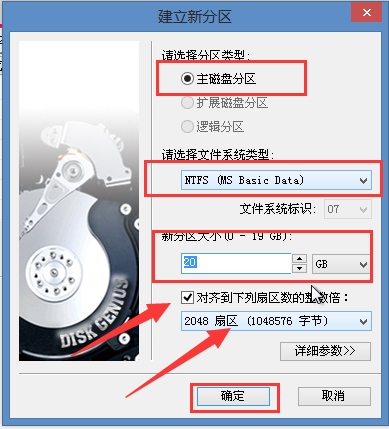 建立新分区
请选择分区类型:
主磁盘分区
扩展磁盘分区
逻辑分区
请选择文件系统类型:
NTFS (MS Basic Data)
文件系统标识: 07
新分区大小(0 - 19 GB):
20 GB
对齐到下列扇区数的整数倍:
2048 扇区 (1048576 字节)
详细参数>>
DISK GENIUS
确定 取消